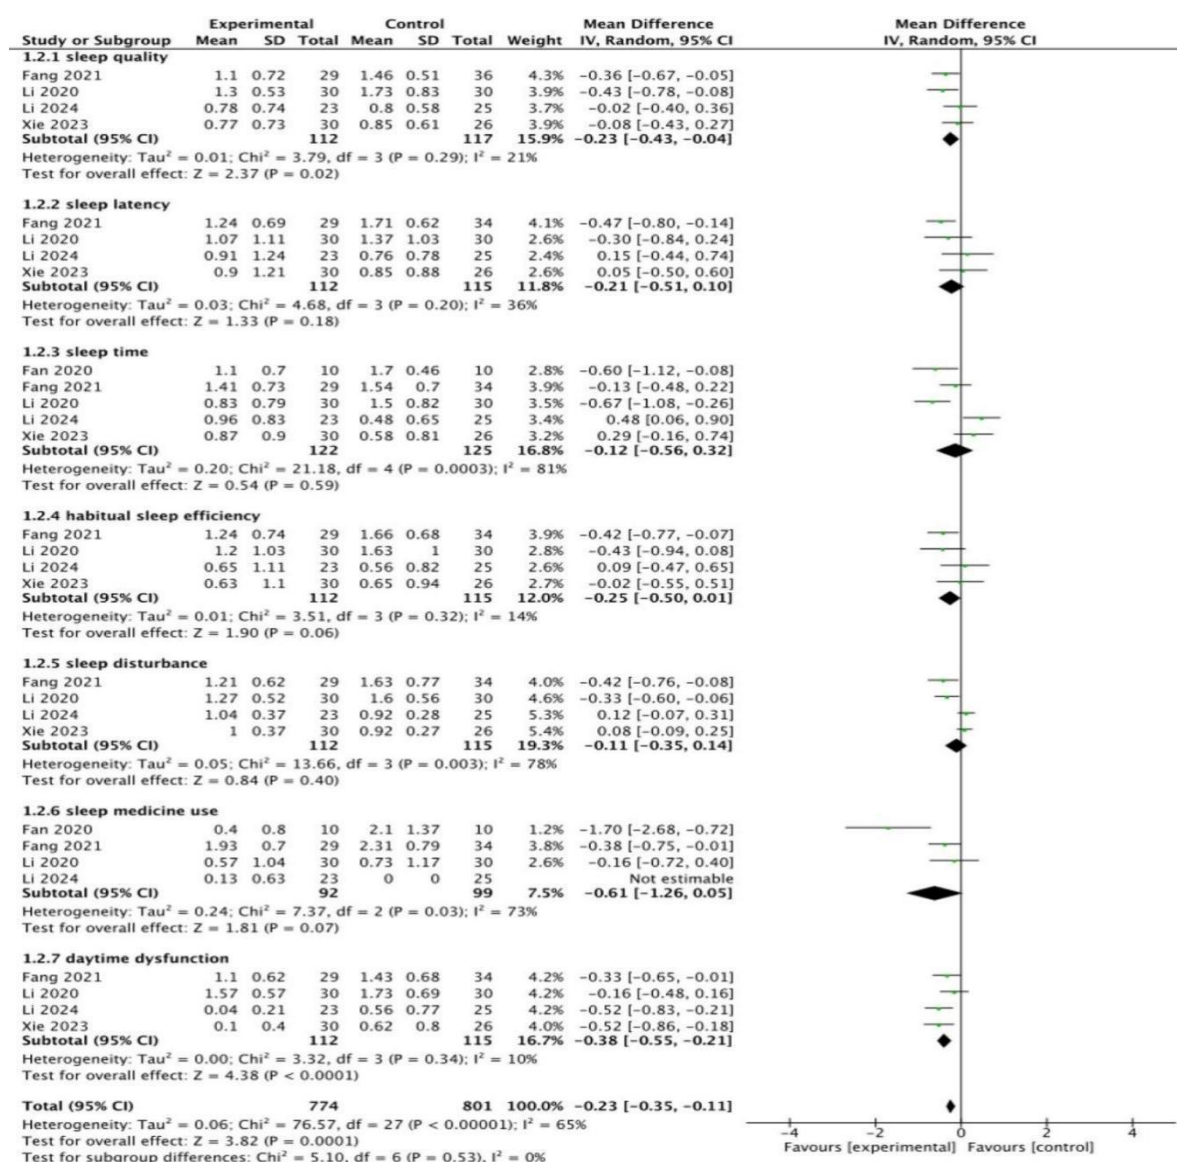 Experimental Control Mean Difference Mean Difference
Study or Subgroup Mean SD Total Mean SD Total Weight IV, Random, 95% CI IV, Random, 95% CI
1.2.1 sleep quality
Fang 2021 1.1 0.72 29 1.46 0.51 36 4.3% −0.36 [−0.67, −0.05]
Li 2020 1.3 0.53 30 1.73 0.83 30 3.9% −0.43 [−0.78, −0.08]
Li 2024 0.78 0.74 23 0.8 0.58 25 3.7% −0.02 [−0.40, 0.36]
Xie 2023 0.77 0.73 30 0.85 0.61 26 3.9% −0.08 [−0.43, 0.27]
Subtotal (95% CI) 112 117 15.9% −0.23 [−0.43, −0.04]
Heterogeneity: Tau² = 0.01; Chi² = 3.79, df = 3 (P = 0.29); I² = 21%
Test for overall effect: Z = 2.37 (P = 0.02)
1.2.2 sleep latency
Fang 2021 1.24 0.69 29 1.71 0.62 34 4.1% −0.47 [−0.80, −0.14]
Li 2020 1.07 1.11 30 1.37 1.03 30 2.6% −0.30 [−0.84, 0.24]
Li 2024 0.91 1.24 23 0.76 0.78 25 2.4% 0.15 [−0.44, 0.74]
Xie 2023 0.9 1.21 30 0.85 0.88 26 2.6% 0.05 [−0.50, 0.60]
Subtotal (95% CI) 112 115 11.8% −0.21 [−0.51, 0.10]
Heterogeneity: Tau² = 0.03; Chi² = 4.68, df = 3 (P = 0.20); I² = 36%
Test for overall effect: Z = 1.33 (P = 0.18)
1.2.3 sleep time
Fan 2020 1.1 0.7 10 1.7 0.46 10 2.8% −0.60 [−1.12, −0.08]
Fang 2021 1.41 0.73 29 1.54 0.7 34 3.9% −0.13 [−0.48, 0.22]
Li 2020 0.83 0.79 30 1.5 0.82 30 3.5% −0.67 [−1.08, −0.26]
Li 2024 0.96 0.83 23 0.48 0.65 25 3.4% 0.48 [0.06, 0.90]
Xie 2023 0.87 0.9 30 0.58 0.81 26 3.2% 0.29 [−0.16, 0.74]
Subtotal (95% CI) 122 125 16.8% −0.12 [−0.56, 0.32]
Heterogeneity: Tau² = 0.20; Chi² = 21.18, df = 4 (P = 0.0003); I² = 81%
Test for overall effect: Z = 0.54 (P = 0.59)
1.2.4 habitual sleep efficiency
Fang 2021 1.24 0.74 29 1.66 0.68 34 3.9% −0.42 [−0.77, −0.07]
Li 2020 1.2 1.03 30 1.63 1 30 2.8% −0.43 [−0.94, 0.08]
Li 2024 0.65 1.11 23 0.56 0.82 25 2.6% 0.09 [−0.47, 0.65]
Xie 2023 0.63 1.1 30 0.65 0.94 26 2.7% −0.02 [−0.55, 0.51]
Subtotal (95% CI) 112 115 12.0% −0.25 [−0.50, 0.01]
Heterogeneity: Tau² = 0.01; Chi² = 3.51, df = 3 (P = 0.32); I² = 14%
Test for overall effect: Z = 1.90 (P = 0.06)
1.2.5 sleep disturbance
Fang 2021 1.21 0.62 29 1.63 0.77 34 4.0% −0.42 [−0.76, −0.08]
Li 2020 1.27 0.52 30 1.6 0.56 30 4.6% −0.33 [−0.60, −0.06]
Li 2024 1.04 0.37 23 0.92 0.28 25 5.3% 0.12 [−0.07, 0.31]
Xie 2023 1 0.37 30 0.92 0.27 26 5.4% 0.08 [−0.09, 0.25]
Subtotal (95% CI) 112 115 19.3% −0.11 [−0.35, 0.14]
Heterogeneity: Tau² = 0.05; Chi² = 13.66, df = 3 (P = 0.003); I² = 78%
Test for overall effect: Z = 0.84 (P = 0.40)
1.2.6 sleep medicine use
Fan 2020 0.4 0.8 10 2.1 1.37 10 1.2% −1.70 [−2.68, −0.72]
Fang 2021 1.93 0.7 29 2.31 0.79 34 3.8% −0.38 [−0.75, −0.01]
Li 2020 0.57 1.04 30 0.73 1.17 30 2.6% −0.16 [−0.72, 0.40]
Li 2024 0.13 0.63 23 0 0 25 Not estimable
Subtotal (95% CI) 92 99 7.5% −0.61 [−1.26, 0.05]
Heterogeneity: Tau² = 0.24; Chi² = 7.37, df = 2 (P = 0.03); I² = 73%
Test for overall effect: Z = 1.81 (P = 0.07)
1.2.7 daytime dysfunction
Fang 2021 1.1 0.62 29 1.43 0.68 34 4.2% −0.33 [−0.65, −0.01]
Li 2020 1.57 0.57 30 1.73 0.69 30 4.2% −0.16 [−0.48, 0.16]
Li 2024 0.04 0.21 23 0.56 0.77 25 4.2% −0.52 [−0.83, −0.21]
Xie 2023 0.1 0.4 30 0.62 0.8 26 4.0% −0.52 [−0.86, −0.18]
Subtotal (95% CI) 112 115 16.7% −0.38 [−0.55, −0.21]
Heterogeneity: Tau² = 0.00; Chi² = 3.32, df = 3 (P = 0.34); I² = 10%
Test for overall effect: Z = 4.38 (P < 0.0001)
Total (95% CI) 774 801 100.0% −0.23 [−0.35, −0.11]
Heterogeneity: Tau² = 0.06; Chi² = 76.57, df = 27 (P < 0.00001); I² = 65%
Test for overall effect: Z = 3.82 (P = 0.0001)
Test for subgroup differences: Chi² = 5.10, df = 6 (P = 0.53), I² = 0%
−4 −2 0 2 4
Favours [experimental] Favours [control]